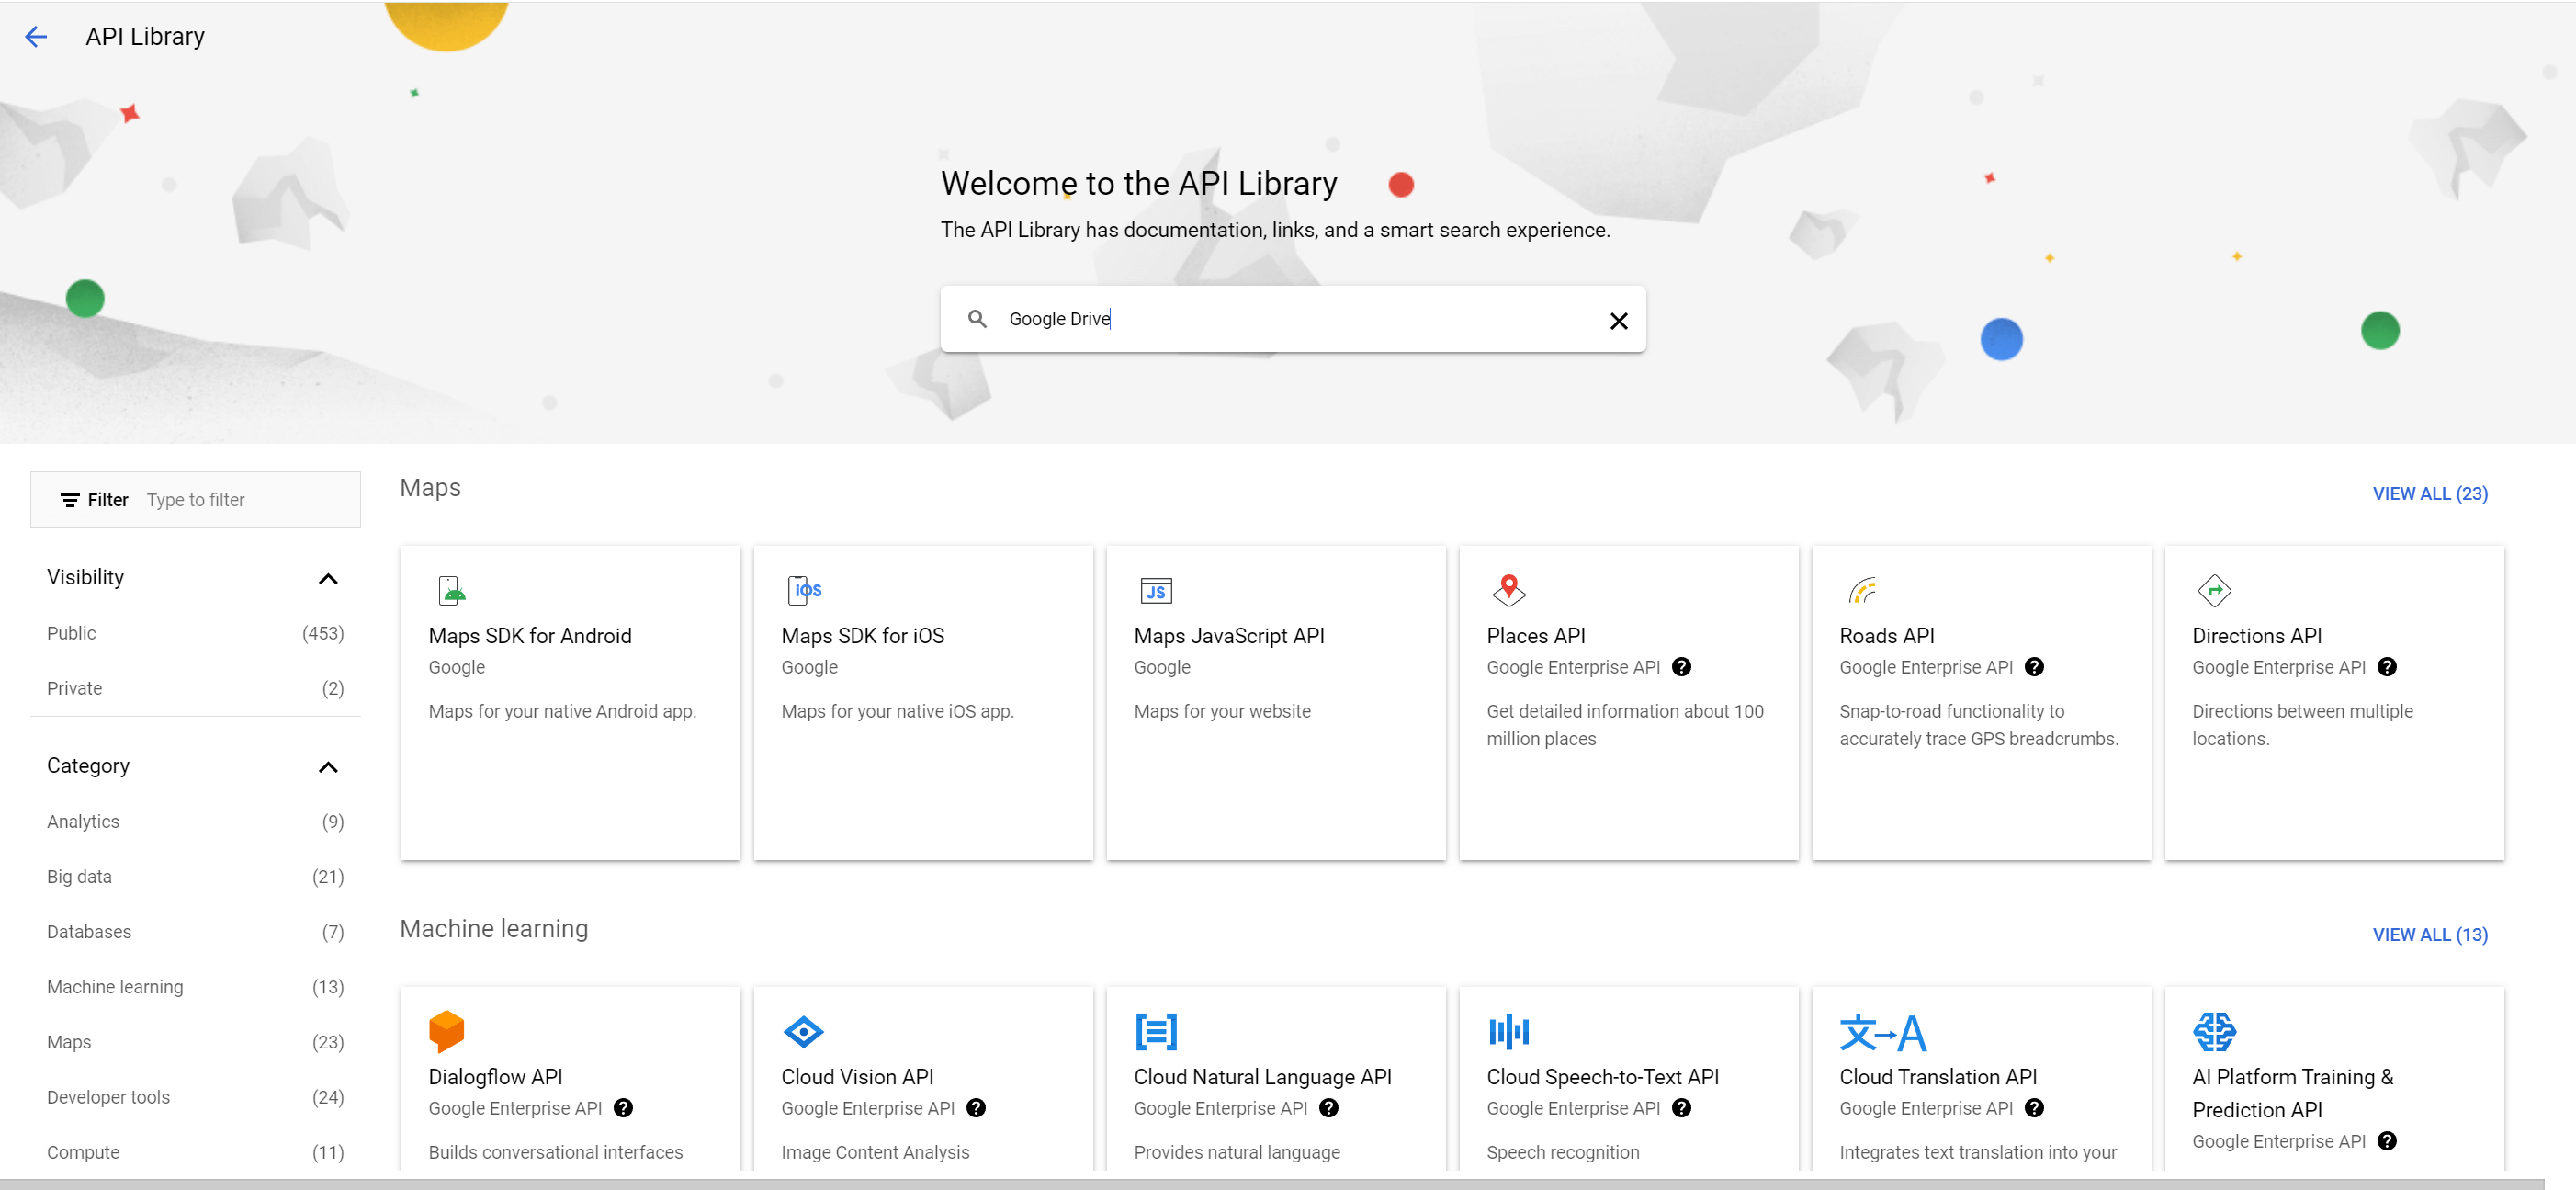 API Library
Welcome to the API Library
The API Library has documentation, links, and a smart search experience.
Google Drive
Filter Type to filter
Visibility
Public (453)
Private (2)
Category
Analytics (9)
Big data (21)
Databases (7)
Machine learning (13)
Maps (23)
Developer tools (24)
Compute (11)
Maps
VIEW ALL (23)
Maps SDK for Android
Google
Maps for your native Android app.
iOS
Maps SDK for iOS
Google
Maps for your native iOS app.
JS
Maps JavaScript API
Google
Maps for your website
Places API
Google Enterprise API ?
Get detailed information about 100
million places
Roads API
Google Enterprise API ?
Snap-to-road functionality to
accurately trace GPS breadcrumbs.
Directions API
Google Enterprise API ?
Directions between multiple
locations.
Machine learning
VIEW ALL (13)
Dialogflow API
Google Enterprise API ?
Builds conversational interfaces
Cloud Vision API
Google Enterprise API ?
Image Content Analysis
Cloud Natural Language API
Google Enterprise API ?
Provides natural language
Cloud Speech-to-Text API
Google Enterprise API ?
Speech recognition
文→A
Cloud Translation API
Google Enterprise API ?
Integrates text translation into your
AI Platform Training &
Prediction API
Google Enterprise API ?